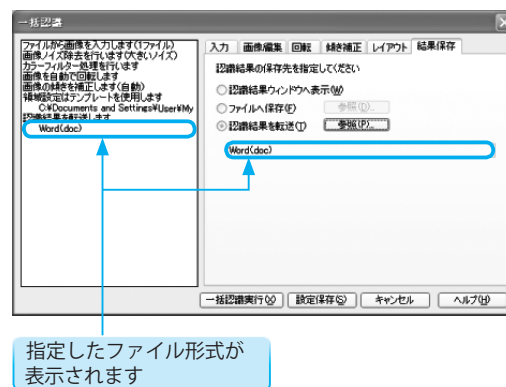 一括認識
ファイルから画像を入力します(1ファイル)
画像ノイズ除去を行います(大きいノイズ)
カラーフィルター処理を行います
画像を自動で回転します
画像の傾きを補正します(自動)
領域設定はテンプレートを使用します
C:¥Documents and Settings¥User¥My
認識結果を転送します
Word(doc)
入力 画像編集 回転 傾き補正 レイアウト 結果保存
認識結果の保存先を指定してください
認識結果ウィンドウへ表示(W)
ファイルへ保存(F) 参照(O)...
認識結果を転送(T) 参照(P)...
Word(doc)
一括認識実行(X) 設定保存(S) キャンセル ヘルプ(H)
指定したファイル形式が
表示されます